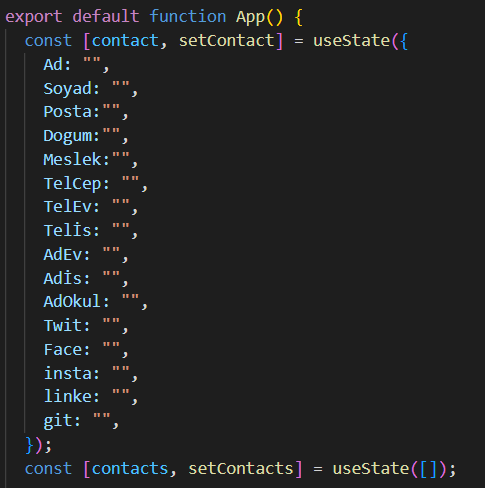 export default function App() {
const [contact, setContact] = useState({
Ad: "",
Soyad: "",
Posta:"",
Dogum:"",
Meslek:"",
TelCep: "",
TelEv: "",
Telİs: "",
AdEv: "",
Adİs: "",
AdOkul: "",
Twit: "",
Face: "",
insta: "",
linke: "",
git: "",
});
const [contacts, setContacts] = useState([]);